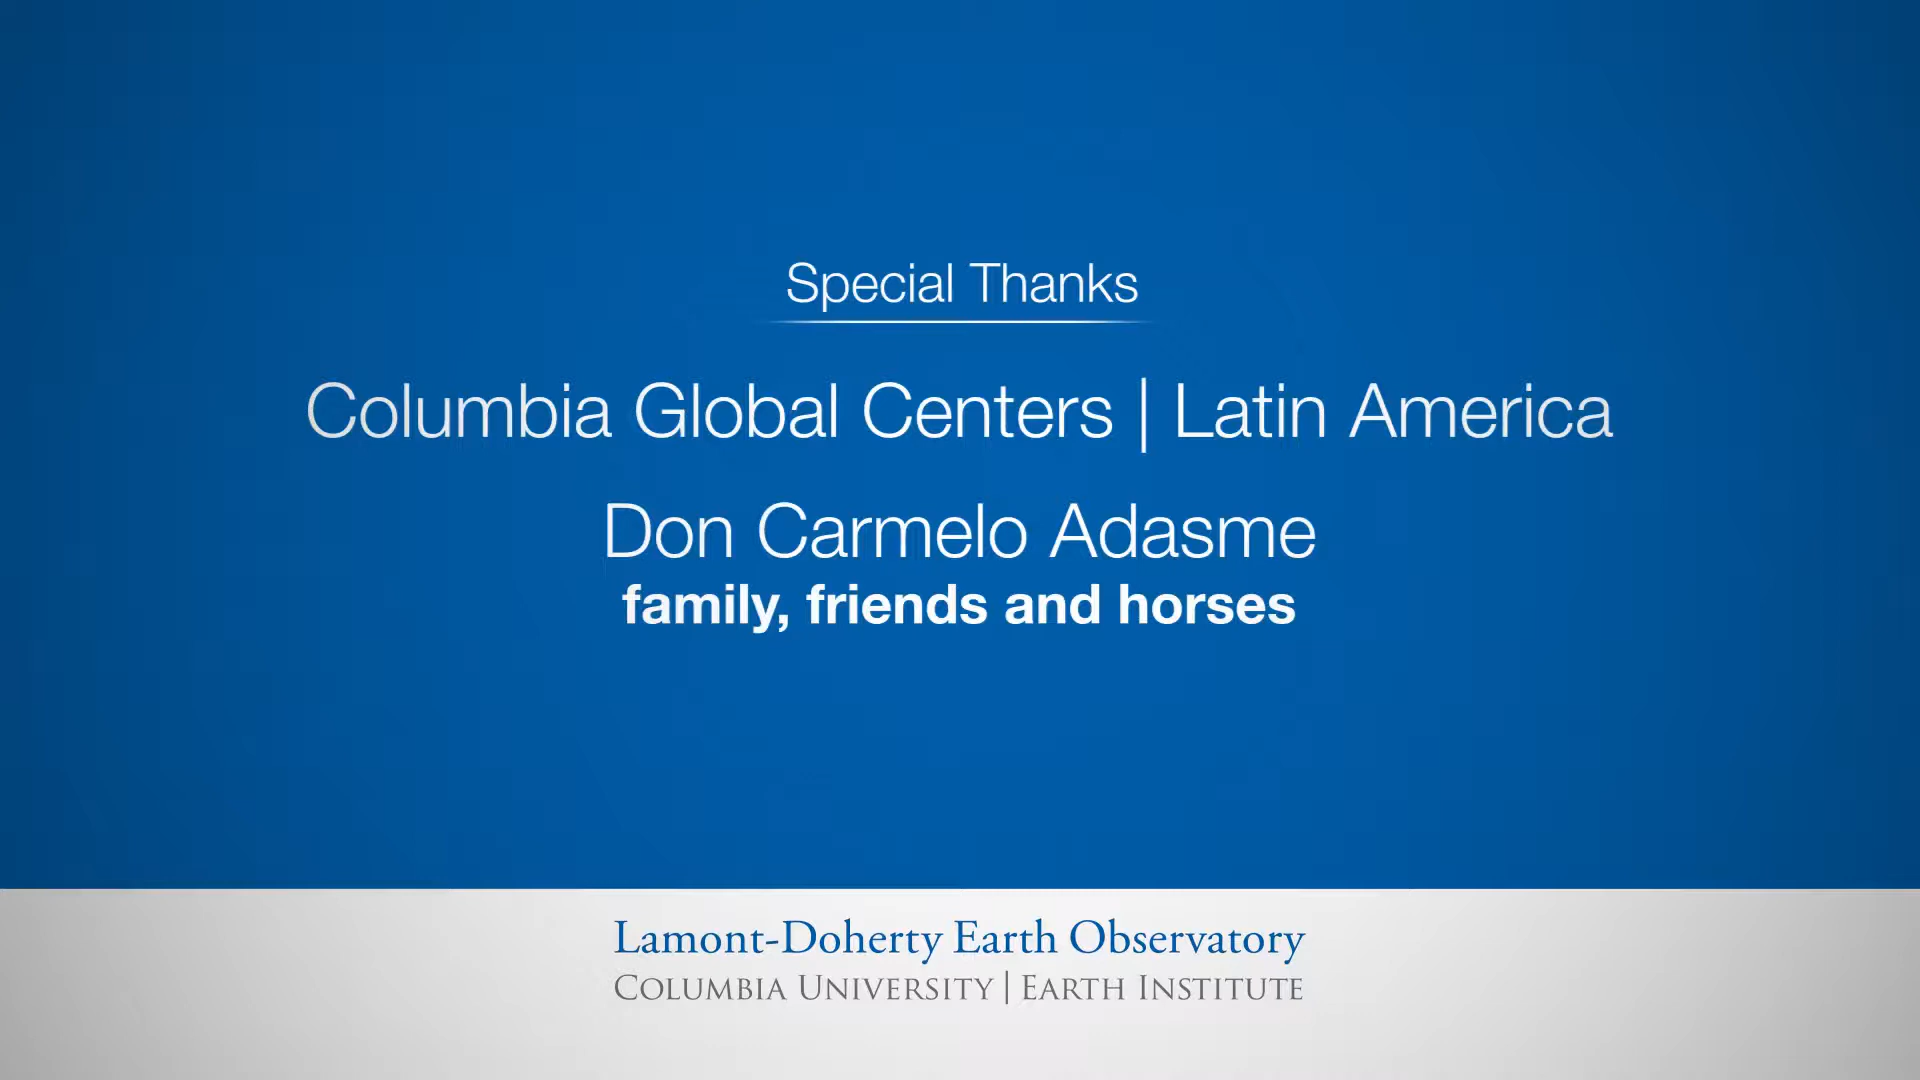 Special Thanks
Columbia Global Centers | Latin America
Don Carmelo Adasme
family, friends and horses
Lamont-Doherty Earth Observatory
COLUMBIA UNIVERSITY | EARTH INSTITUTE